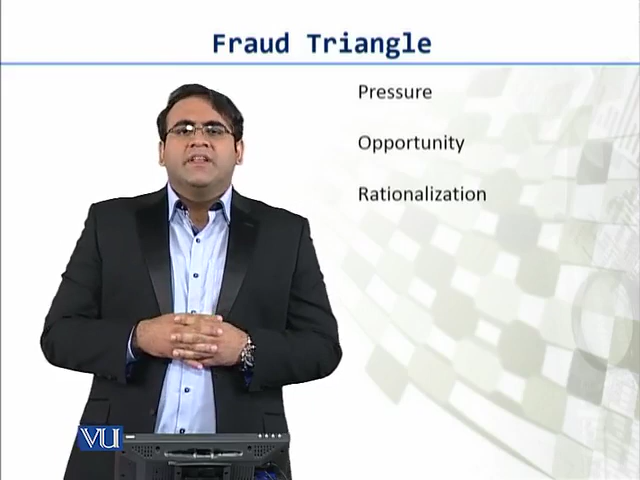 Fraud Triangle
Pressure
Opportunity
Rationalization
VU